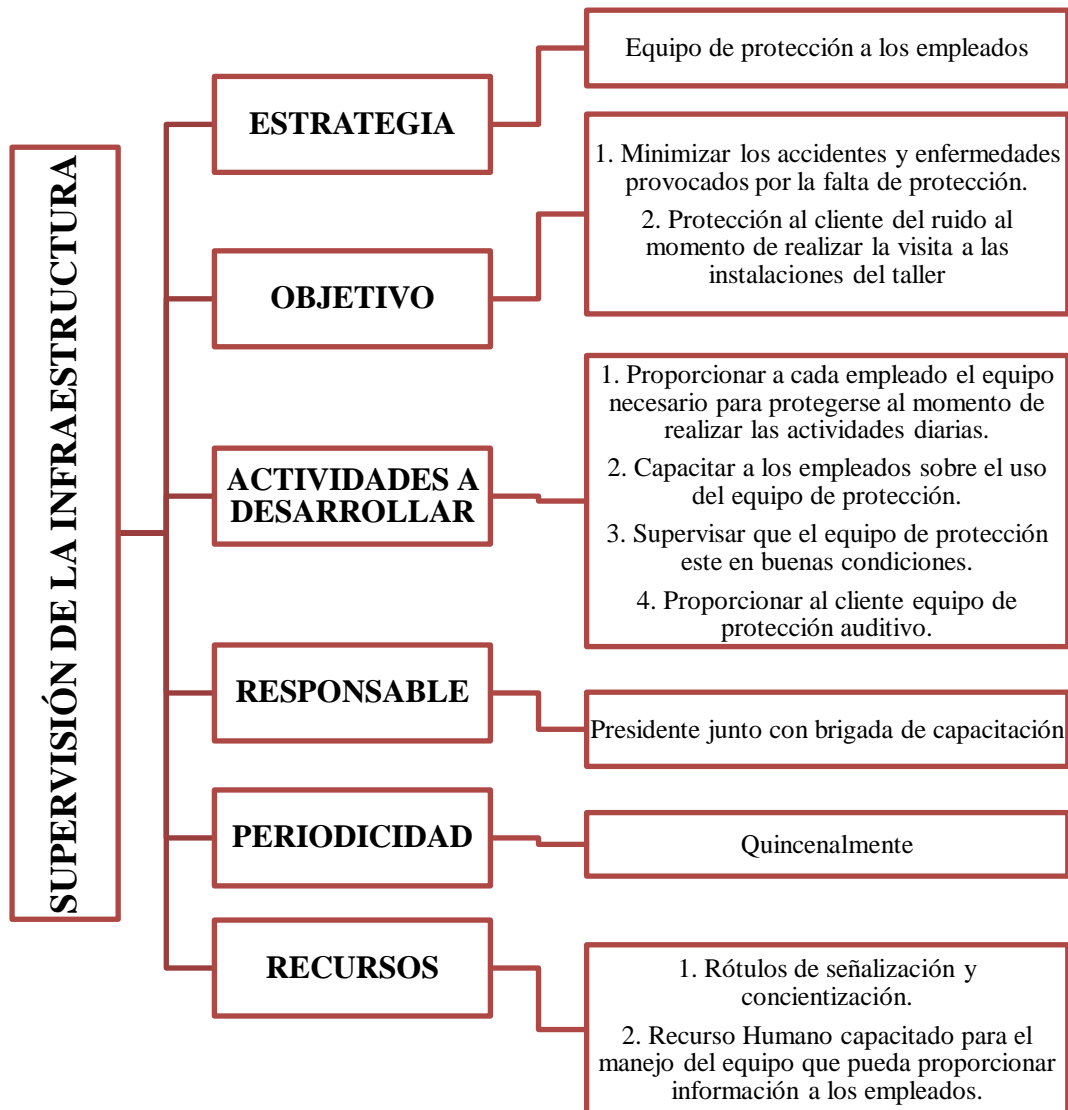 SUPERVISIÓN DE LA INFRAESTRUCTURA
ESTRATEGIA
Equipo de protección a los empleados
OBJETIVO
1. Minimizar los accidentes y enfermedades
provocados por la falta de protección.
2. Protección al cliente del ruido al
momento de realizar la visita a las
instalaciones del taller
ACTIVIDADES A
DESARROLLAR
1. Proporcionar a cada empleado el equipo
necesario para protegerse al momento de
realizar las actividades diarias.
2. Capacitar a los empleados sobre el uso
del equipo de protección.
3. Supervisar que el equipo de protección
este en buenas condiciones.
4. Proporcionar al cliente equipo de
protección auditivo.
RESPONSABLE
Presidente junto con brigada de capacitación
PERIODICIDAD
Quincenalmente
RECURSOS
1. Rótulos de señalización y
concientización.
2. Recurso Humano capacitado para el
manejo del equipo que pueda proporcionar
información a los empleados.